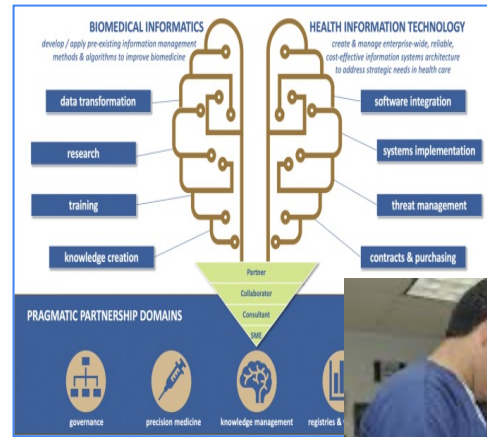 BIOMEDICAL INFORMATICS
develop / apply pre-existing information management
methods & algorithms to improve biomedicine
HEALTH INFORMATION TECHNOLOGY
create & manage enterprise-wide, reliable,
cost-effective information systems architecture
to address strategic needs in health care
data transformation
research
training
knowledge creation
software integration
systems implementation
threat management
contracts & purchasing
Partner
Collaborator
Consultant
SME
PRAGMATIC PARTNERSHIP DOMAINS
governance
precision medicine
knowledge management
registries &